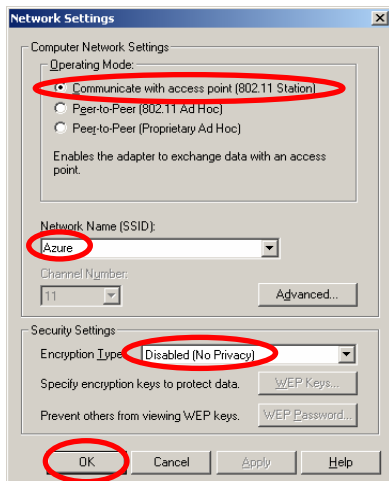 Network Settings
Computer Network Settings
Operating Mode:
Communicate with access point (802.11 Station)
Peer-to-Peer (802.11 Ad Hoc)
Peer-to-Peer (Proprietary Ad Hoc)
Enables the adapter to exchange data with an access
point.
Network Name (SSID):
Azure
Channel Number:
11
Advanced...
Security Settings
Encryption Type: Disabled (No Privacy)
Specify encryption keys to protect data. WEP Keys...
Prevent others from viewing WEP keys. WEP Password...
OK Cancel Apply Help